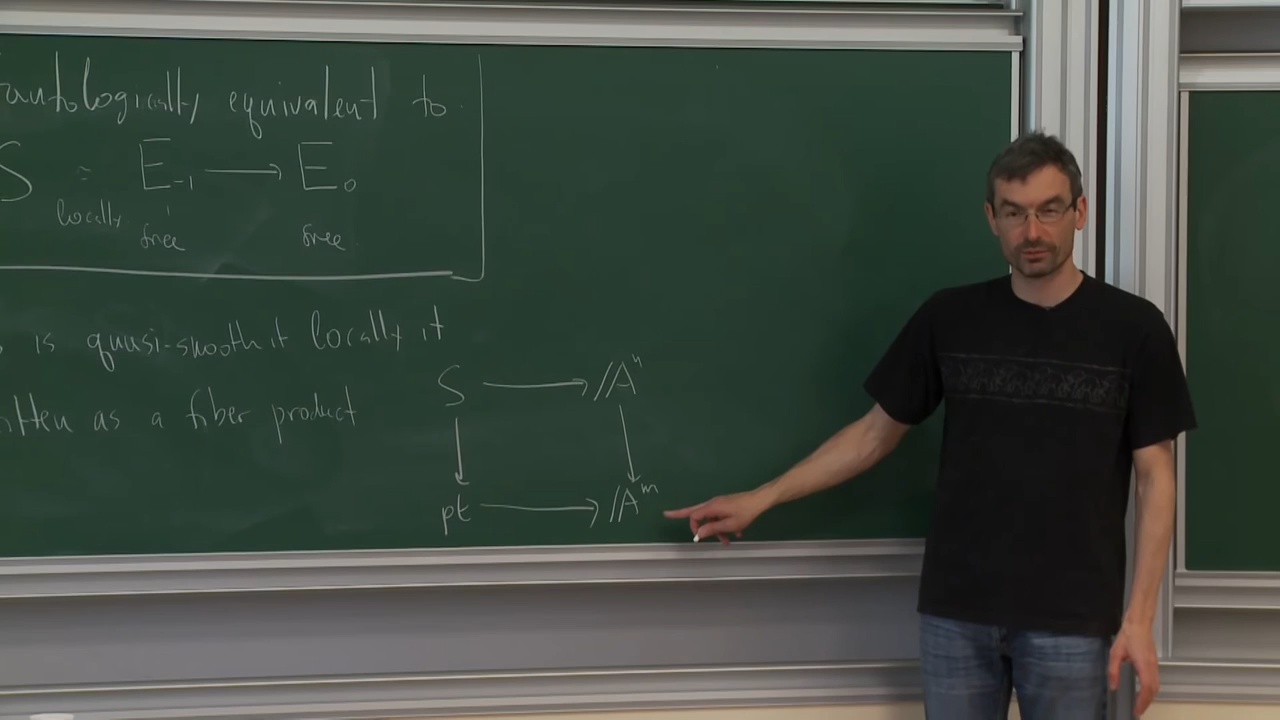 tautologically equivalent to
S = E₋₁ → E₀
locally free free
s is quasi-smooth if locally it
itten as a fiber product
S → 𝔸ⁿ
↓ ↓
pt → 𝔸ᵐ